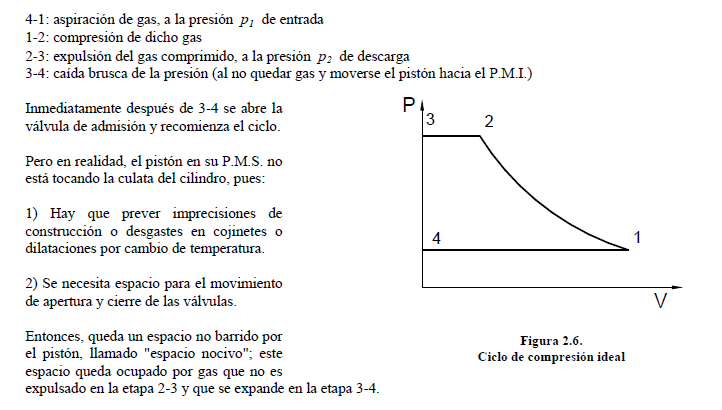 4-1: aspiración de gas, a la presión p1 de entrada
1-2: compresión de dicho gas
2-3: expulsión del gas comprimido, a la presión p2 de descarga
3-4: caída brusca de la presión (al no quedar gas y moverse el pistón hacia el P.M.I.)
Inmediatamente después de 3-4 se abre la
válvula de admisión y recomienza el ciclo.
Pero en realidad, el pistón en su P.M.S. no
está tocando la culata del cilindro, pues:
1) Hay que prever imprecisiones de
construcción o desgastes en cojinetes o
dilataciones por cambio de temperatura.
2) Se necesita espacio para el movimiento
de apertura y cierre de las válvulas.
Entonces, queda un espacio no barrido por
el pistón, llamado "espacio nocivo"; este
espacio queda ocupado por gas que no es
expulsado en la etapa 2-3 y que se expande en la etapa 3-4.
P
3
2
4
1
V
Figura 2.6.
Ciclo de compresión ideal